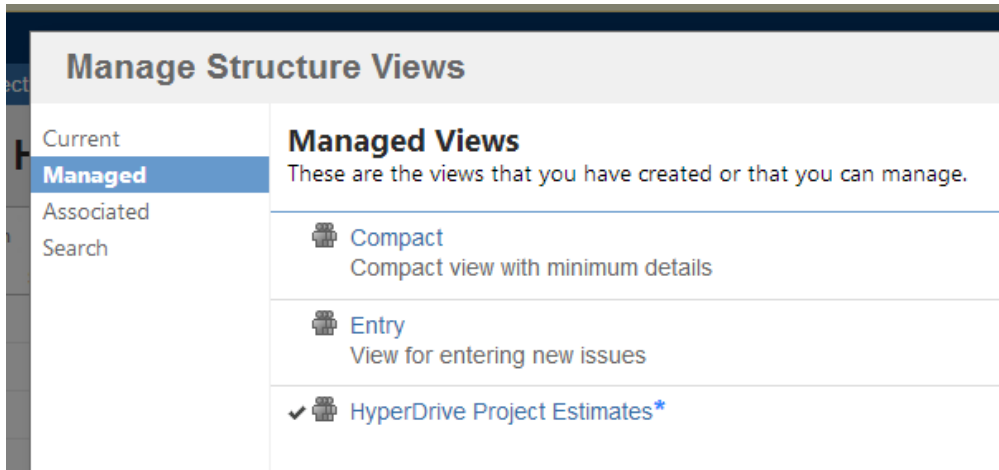 Manage Structure Views
ect
H
Current
Managed
Associated
Search
Managed Views
These are the views that you have created or that you can manage.
Compact
Compact view with minimum details
Entry
View for entering new issues
HyperDrive Project Estimates*